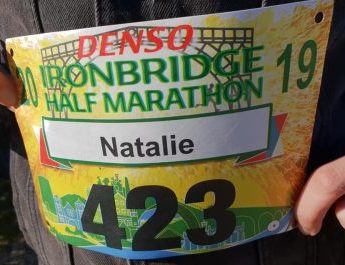 DENSO
20 IRONBRIDGE 19
HALF MARATHON
Natalie
423